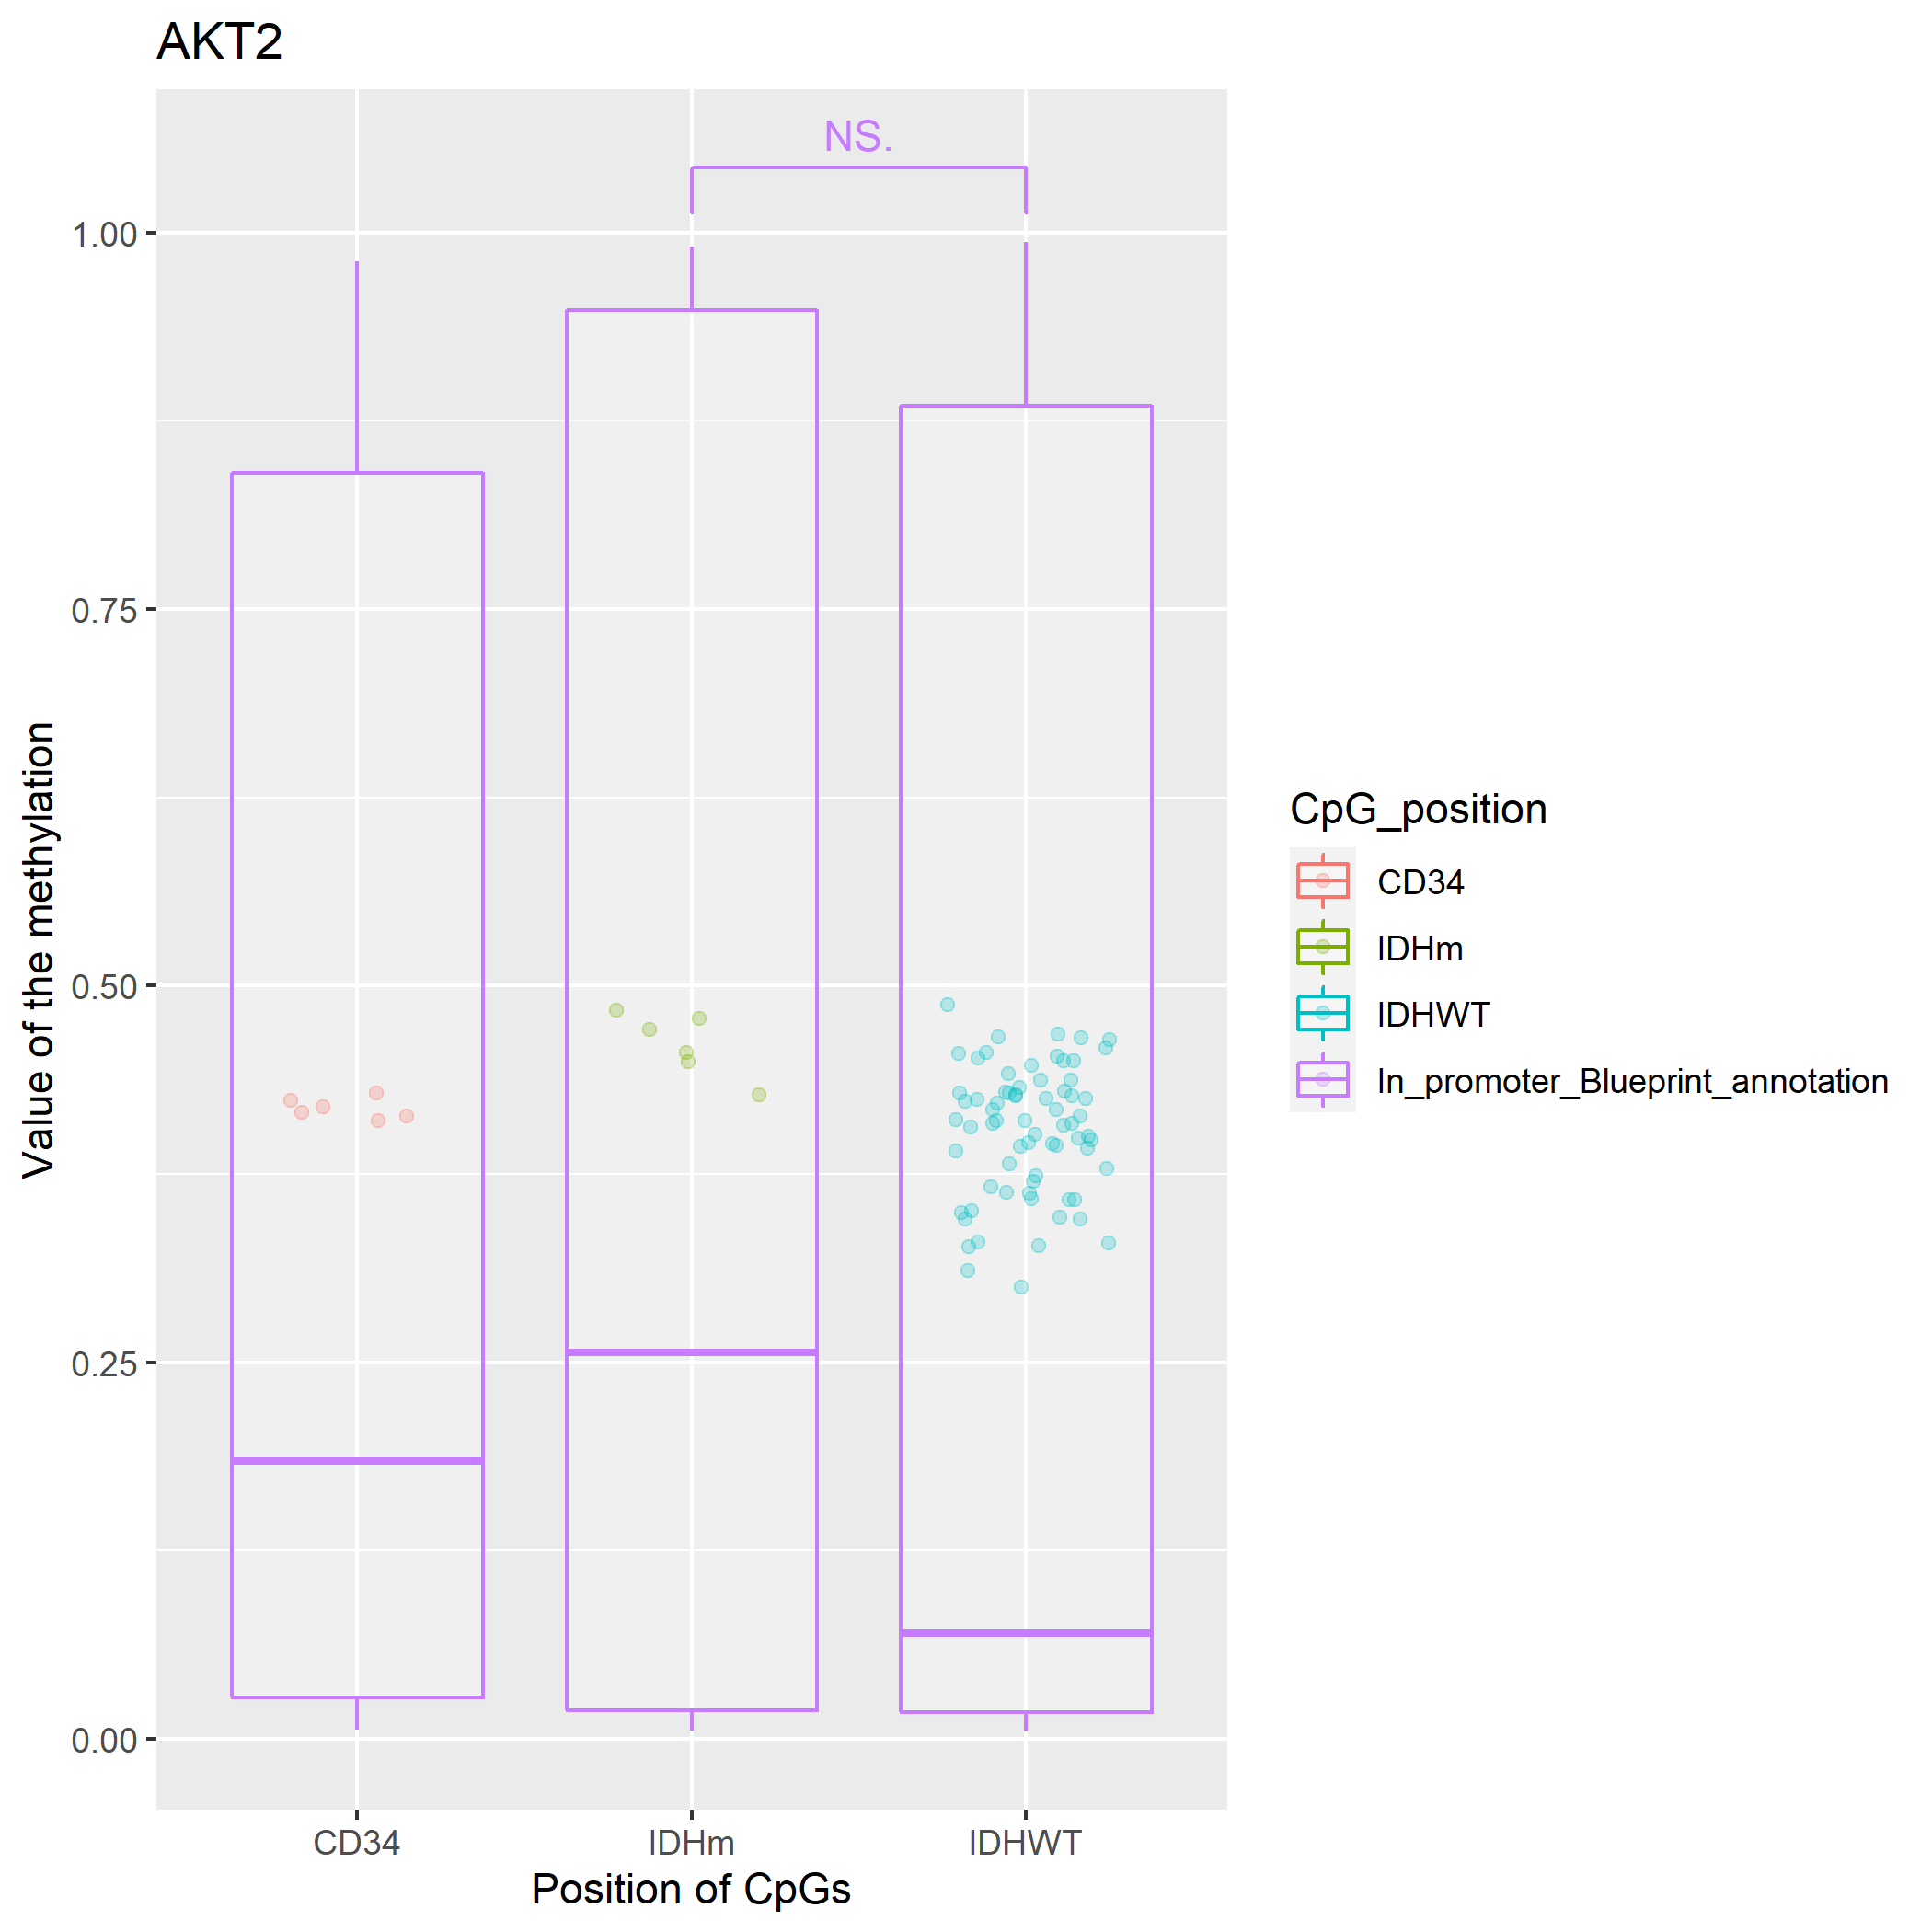 AKT2
NS.
1.00
0.75
0.50
0.25
0.00
Value of the methylation
CD34 IDHm IDHWT
Position of CpGs
CpG_position
CD34
IDHm
IDHWT
In_promoter_Blueprint_annotation